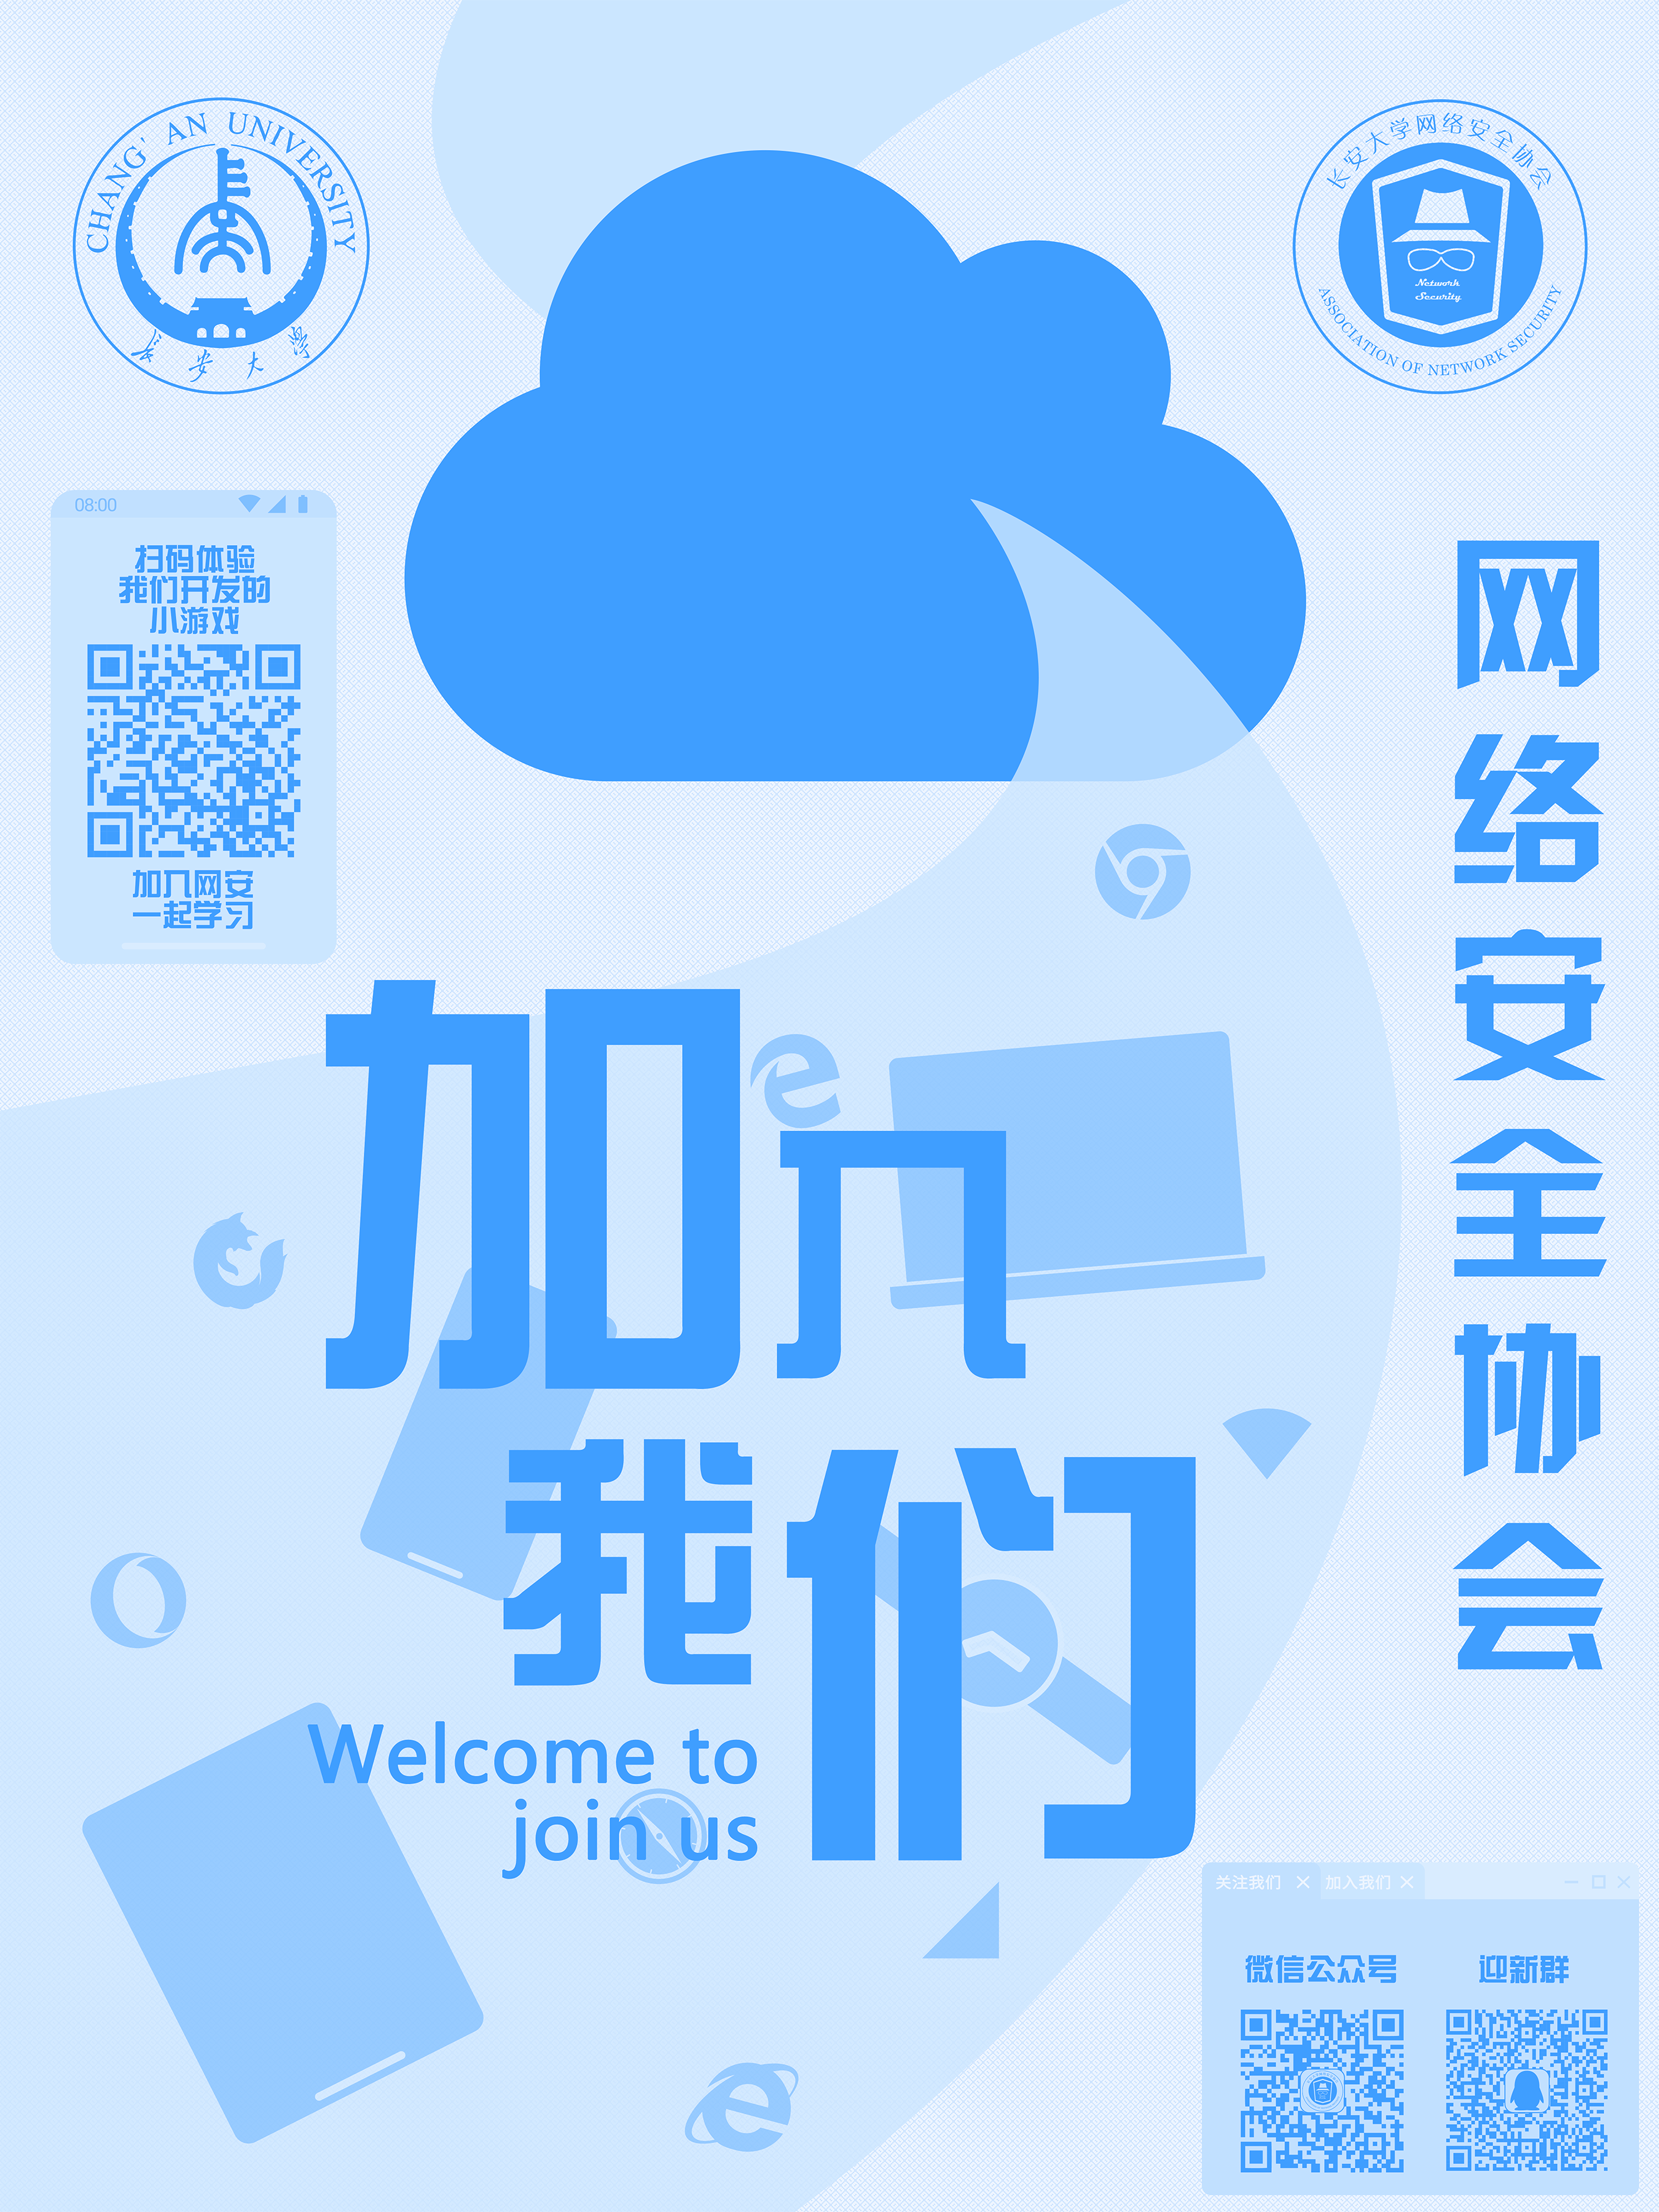 CHANG' AN UNIVERSITY
长安大学
长安大学网络安全协会
Network
Security
ASSOCIATION OF NETWORK SECURITY
08:00
扫码体验
我们开发的
小游戏
加入网安
一起学习
网络安全协会
加入
我们
Welcome to
join us
关注我们
加入我们
微信公众号
迎新群